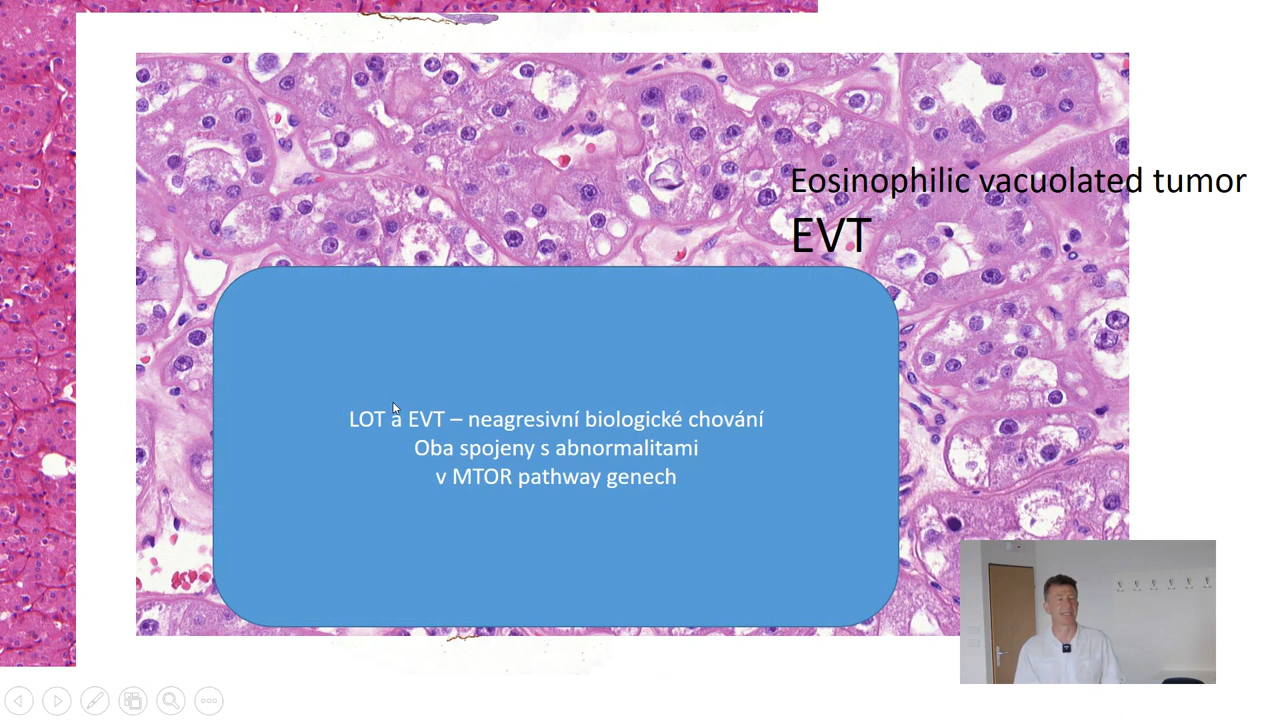 Eosinophilic vacuolated tumor
EVT
LOT a EVT – neagresivní biologické chování
Oba spojeny s abnormalitami
v MTOR pathway genech